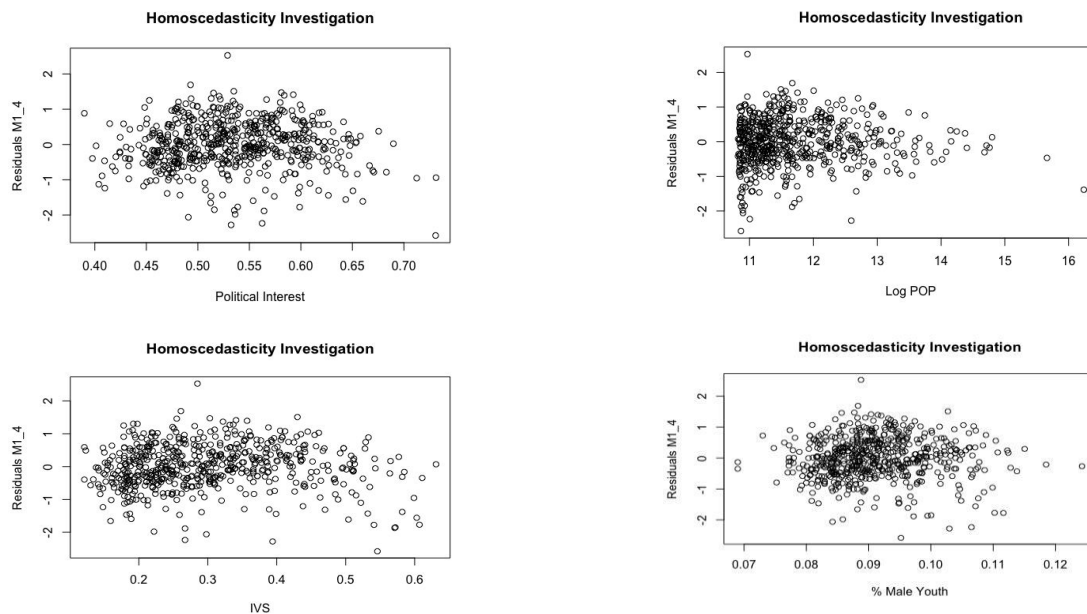 Homoscedasticity Investigation
Residuals M1_4
2
1
0
-1
-2
0.40 0.45 0.50 0.55 0.60 0.65 0.70
Political Interest
Homoscedasticity Investigation
Residuals M1_4
2
1
0
-1
-2
11 12 13 14 15 16
Log POP
Homoscedasticity Investigation
Residuals M1_4
2
1
0
-1
-2
0.2 0.3 0.4 0.5 0.6
IVS
Homoscedasticity Investigation
Residuals M1_4
2
1
0
-1
-2
0.07 0.08 0.09 0.10 0.11 0.12
% Male Youth